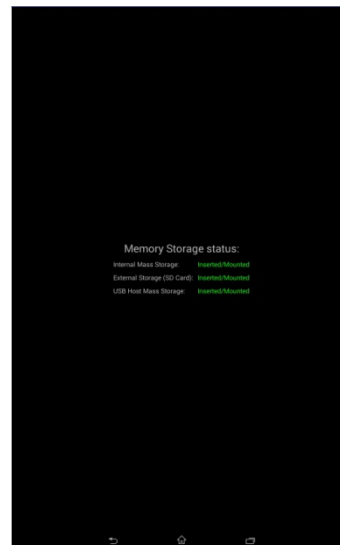 Memory Storage status:
Internal Mass Storage: Inserted/Mounted
External Storage (SD Card): Inserted/Mounted
USB Host Mass Storage: Inserted/Mounted